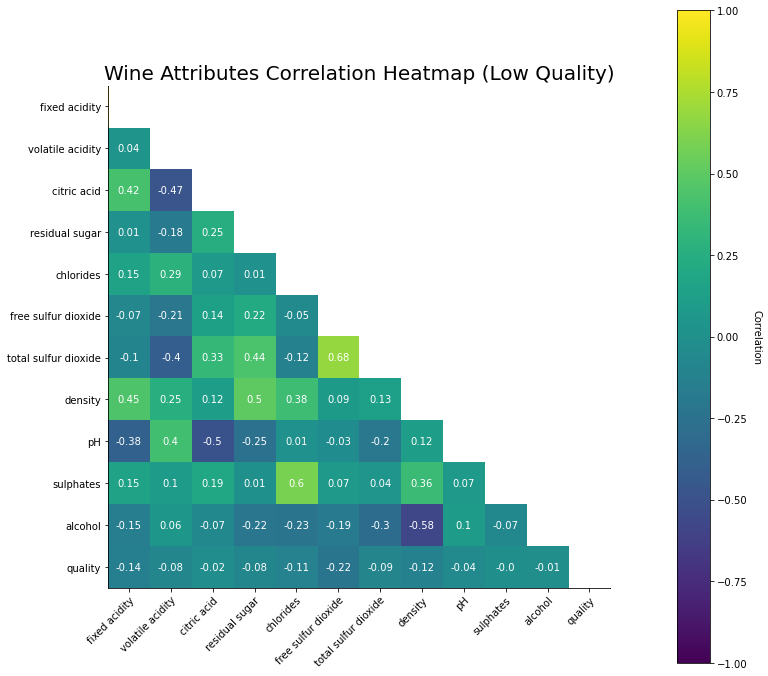 Wine Attributes Correlation Heatmap (Low Quality)
fixed acidity
volatile acidity 0.04
citric acid 0.42 -0.47
residual sugar 0.01 -0.18 0.25
chlorides 0.15 0.29 0.07 0.01
free sulfur dioxide -0.07 -0.21 0.14 0.22 -0.05
total sulfur dioxide -0.1 -0.4 0.33 0.44 -0.12 0.68
density 0.45 0.25 0.12 0.5 0.38 0.09 0.13
pH -0.38 0.4 -0.5 -0.25 0.01 -0.03 -0.2 0.12
sulphates 0.15 0.1 0.19 0.01 0.6 0.07 0.04 0.36 0.07
alcohol -0.15 0.06 -0.07 -0.22 -0.23 -0.19 -0.3 -0.58 0.1 -0.07
quality -0.14 -0.08 -0.02 -0.08 -0.11 -0.22 -0.09 -0.12 -0.04 -0.0 -0.01
fixed acidity
volatile acidity
citric acid
residual sugar
chlorides
free sulfur dioxide
total sulfur dioxide
density
pH
sulphates
alcohol
quality
1.00
0.75
0.50
0.25
0.00
−0.25
−0.50
−0.75
−1.00
Correlation